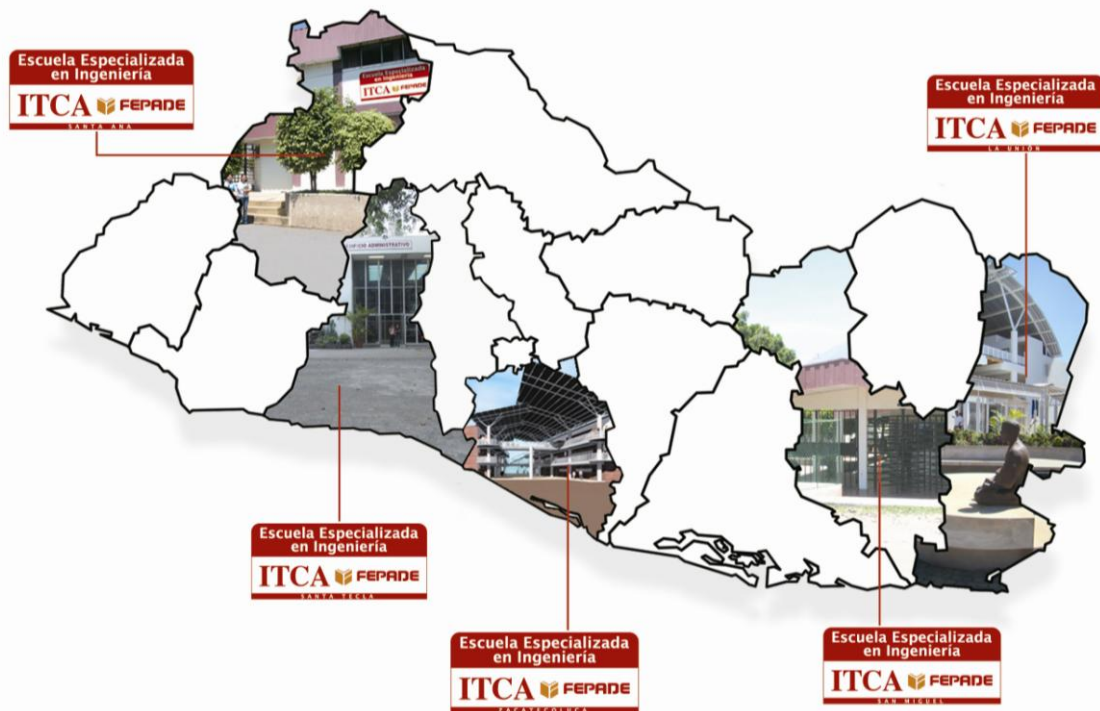 Escuela Especializada
en Ingeniería
ITCA FEPADE
SANTA ANA
Escuela Especializada
en Ingeniería
ITCA FEPADE
Escuela Especializada
en Ingeniería
ITCA FEPADE
LA UNIÓN
ADMINISTRATIVO
Escuela Especializada
en Ingeniería
ITCA FEPADE
SANTA TECLA
Escuela Especializada
en Ingeniería
ITCA FEPADE
ZACATECOLUCA
Escuela Especializada
en Ingeniería
ITCA FEPADE
SAN MIGUEL